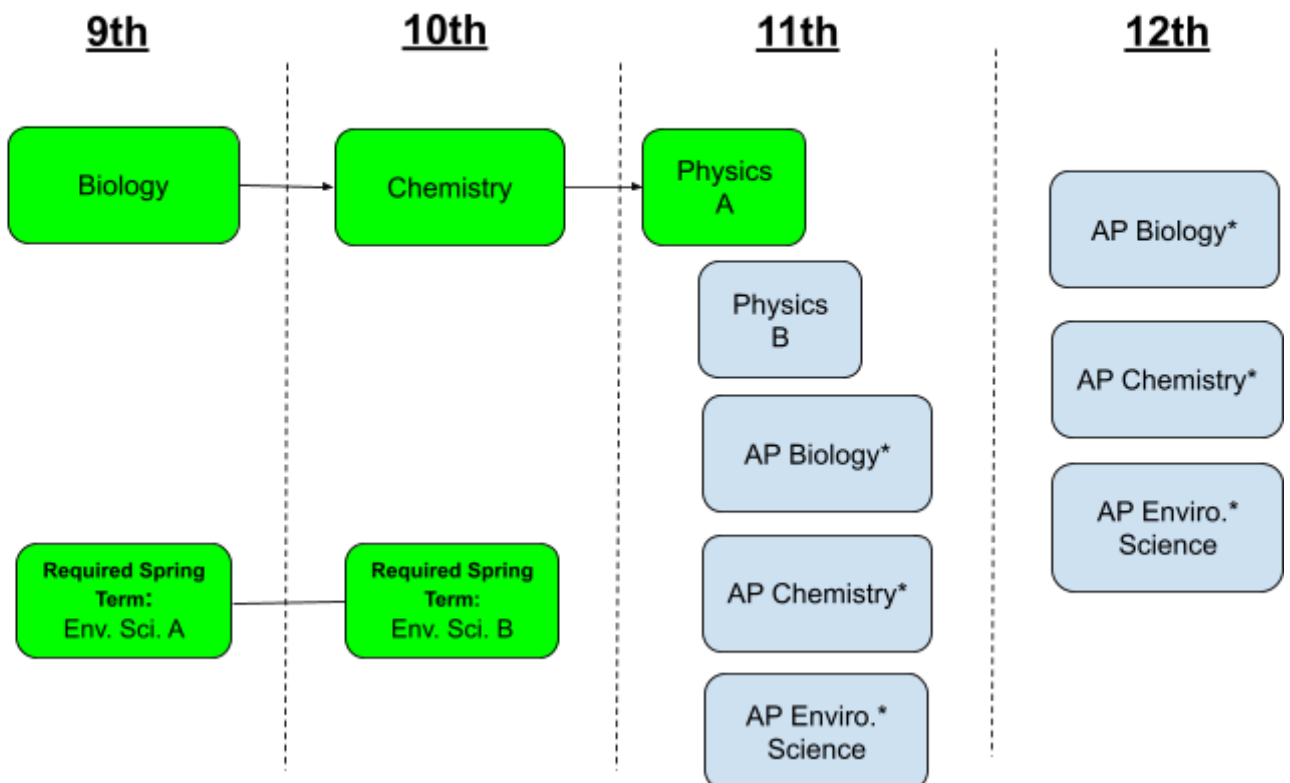 9th
10th
11th
12th
Biology
Chemistry
Physics
A
Physics
B
AP Biology*
AP Chemistry*
AP Enviro.*
Science
AP Biology*
AP Chemistry*
AP Enviro.*
Science
Required Spring
Term:
Env. Sci. A
Required Spring
Term:
Env. Sci. B